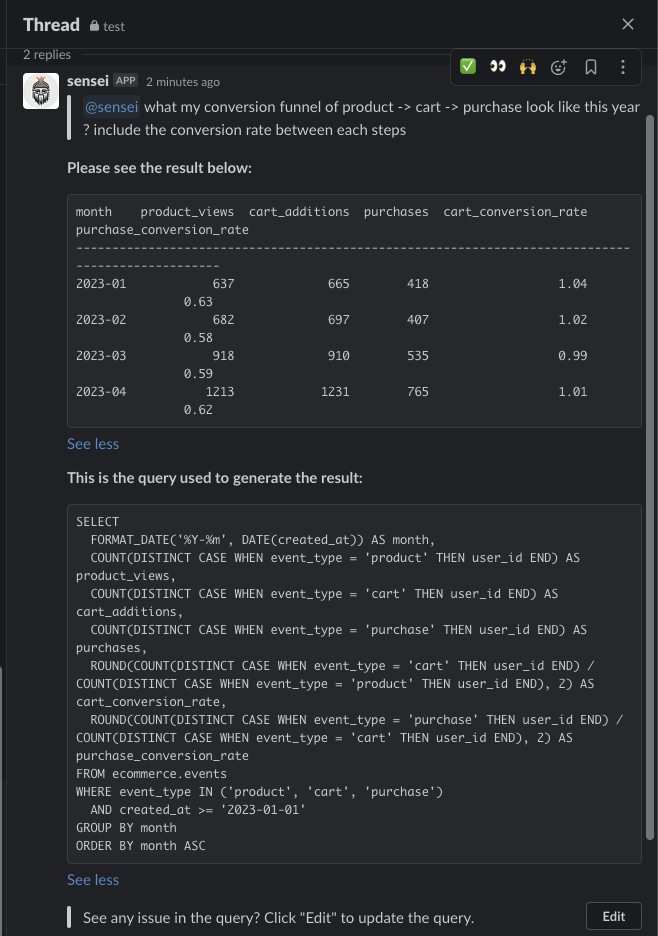 Thread test
2 replies
sensei APP 2 minutes ago
@sensei what my conversion funnel of product -> cart -> purchase look like this year
? include the conversion rate between each steps
Please see the result below:
month product_views cart_additions purchases cart_conversion_rate
purchase_conversion_rate
-----------------------------------------------------------------------------
--------------------
2023-01 637 665 418 1.04
0.63
2023-02 682 697 407 1.02
0.58
2023-03 918 910 535 0.99
0.59
2023-04 1213 1231 765 1.01
0.62
See less
This is the query used to generate the result:
SELECT
FORMAT_DATE('%Y-%m', DATE(created_at)) AS month,
COUNT(DISTINCT CASE WHEN event_type = 'product' THEN user_id END) AS
product_views,
COUNT(DISTINCT CASE WHEN event_type = 'cart' THEN user_id END) AS
cart_additions,
COUNT(DISTINCT CASE WHEN event_type = 'purchase' THEN user_id END) AS
purchases,
ROUND(COUNT(DISTINCT CASE WHEN event_type = 'cart' THEN user_id END) /
COUNT(DISTINCT CASE WHEN event_type = 'product' THEN user_id END), 2) AS
cart_conversion_rate,
ROUND(COUNT(DISTINCT CASE WHEN event_type = 'purchase' THEN user_id END) /
COUNT(DISTINCT CASE WHEN event_type = 'cart' THEN user_id END), 2) AS
purchase_conversion_rate
FROM ecommerce.events
WHERE event_type IN ('product', 'cart', 'purchase')
AND created_at >= '2023-01-01'
GROUP BY month
ORDER BY month ASC
See less
See any issue in the query? Click "Edit" to update the query. Edit